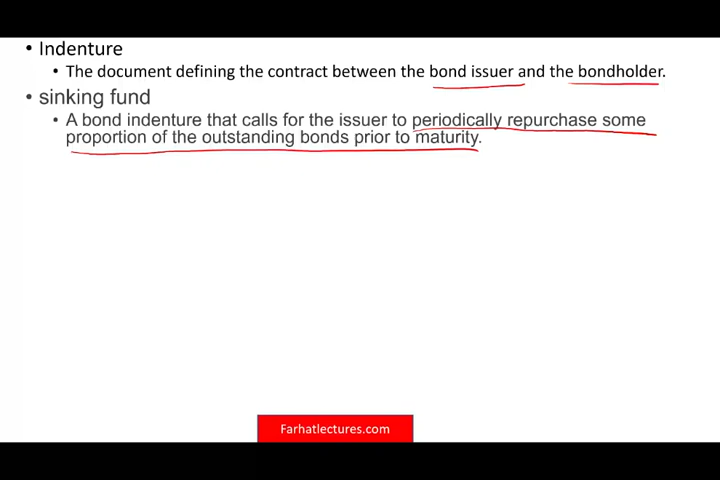 • Indenture
• The document defining the contract between the bond issuer and the bondholder.
• sinking fund
• A bond indenture that calls for the issuer to periodically repurchase some
proportion of the outstanding bonds prior to maturity.
Farhatlectures.com